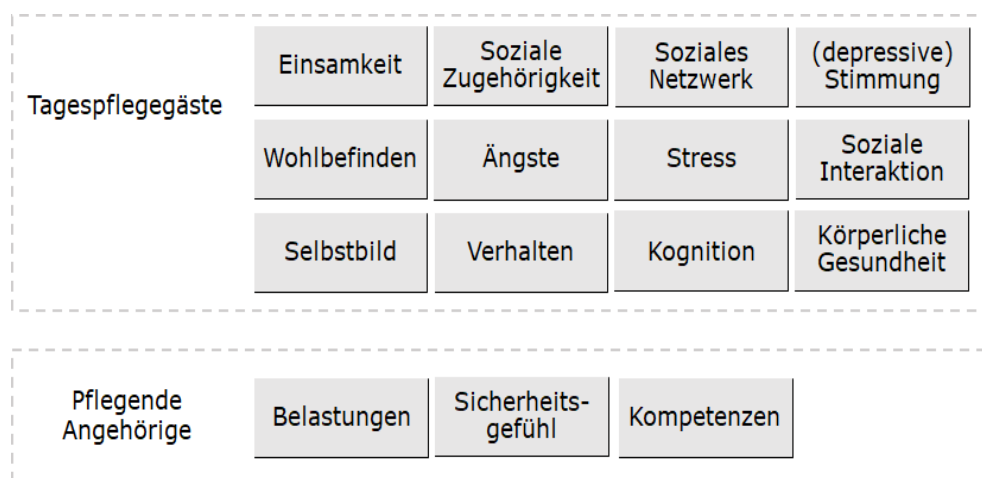 Tagespflegegäste
Einsamkeit
Soziale
Zugehörigkeit
Soziales
Netzwerk
(depressive)
Stimmung
Wohlbefinden
Ängste
Stress
Soziale
Interaktion
Selbstbild
Verhalten
Kognition
Körperliche
Gesundheit
Pflegende
Angehörige
Belastungen
Sicherheits-
gefühl
Kompetenzen